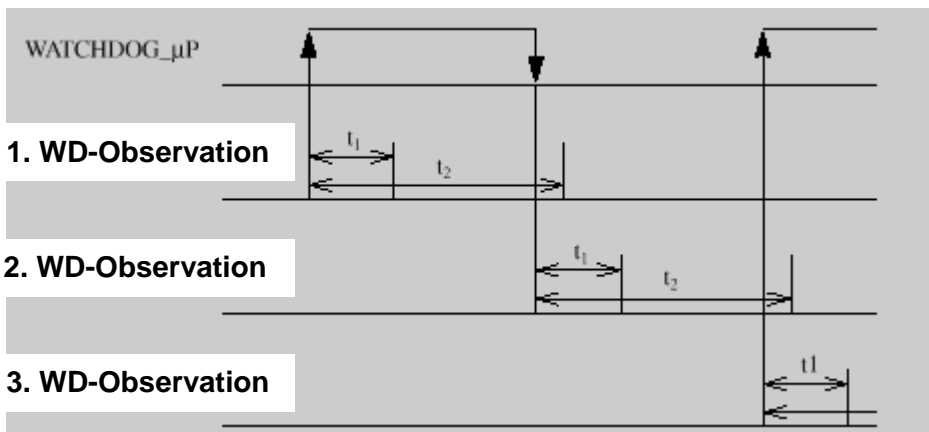 WATCHDOG_µP
1. WD-Observation
t₁
t₂
2. WD-Observation
t₁
t₂
3. WD-Observation
t1